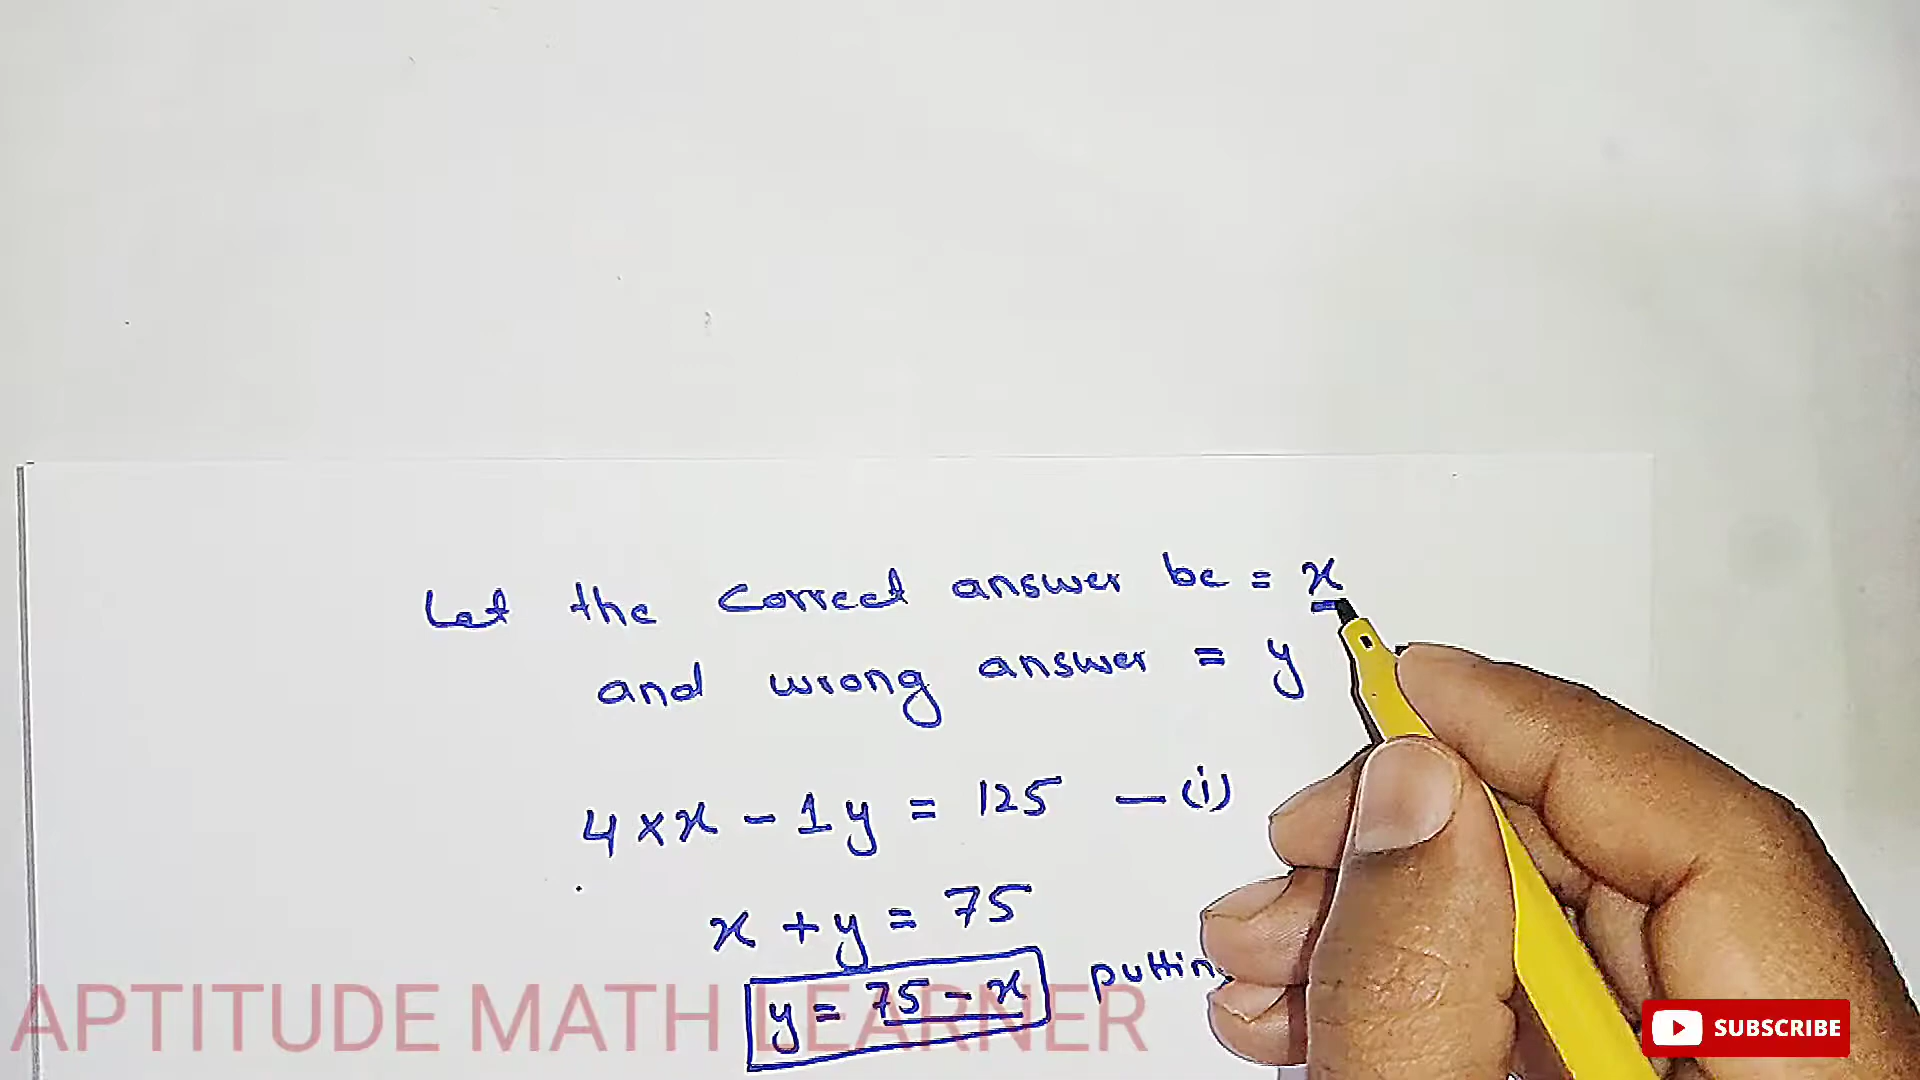 Let the correct answer be = x
and wrong answer = y
4 × x - 1y = 125 — (i)
x + y = 75
y = 75 - x
APTITUDE MATH LEARNER
SUBSCRIBE